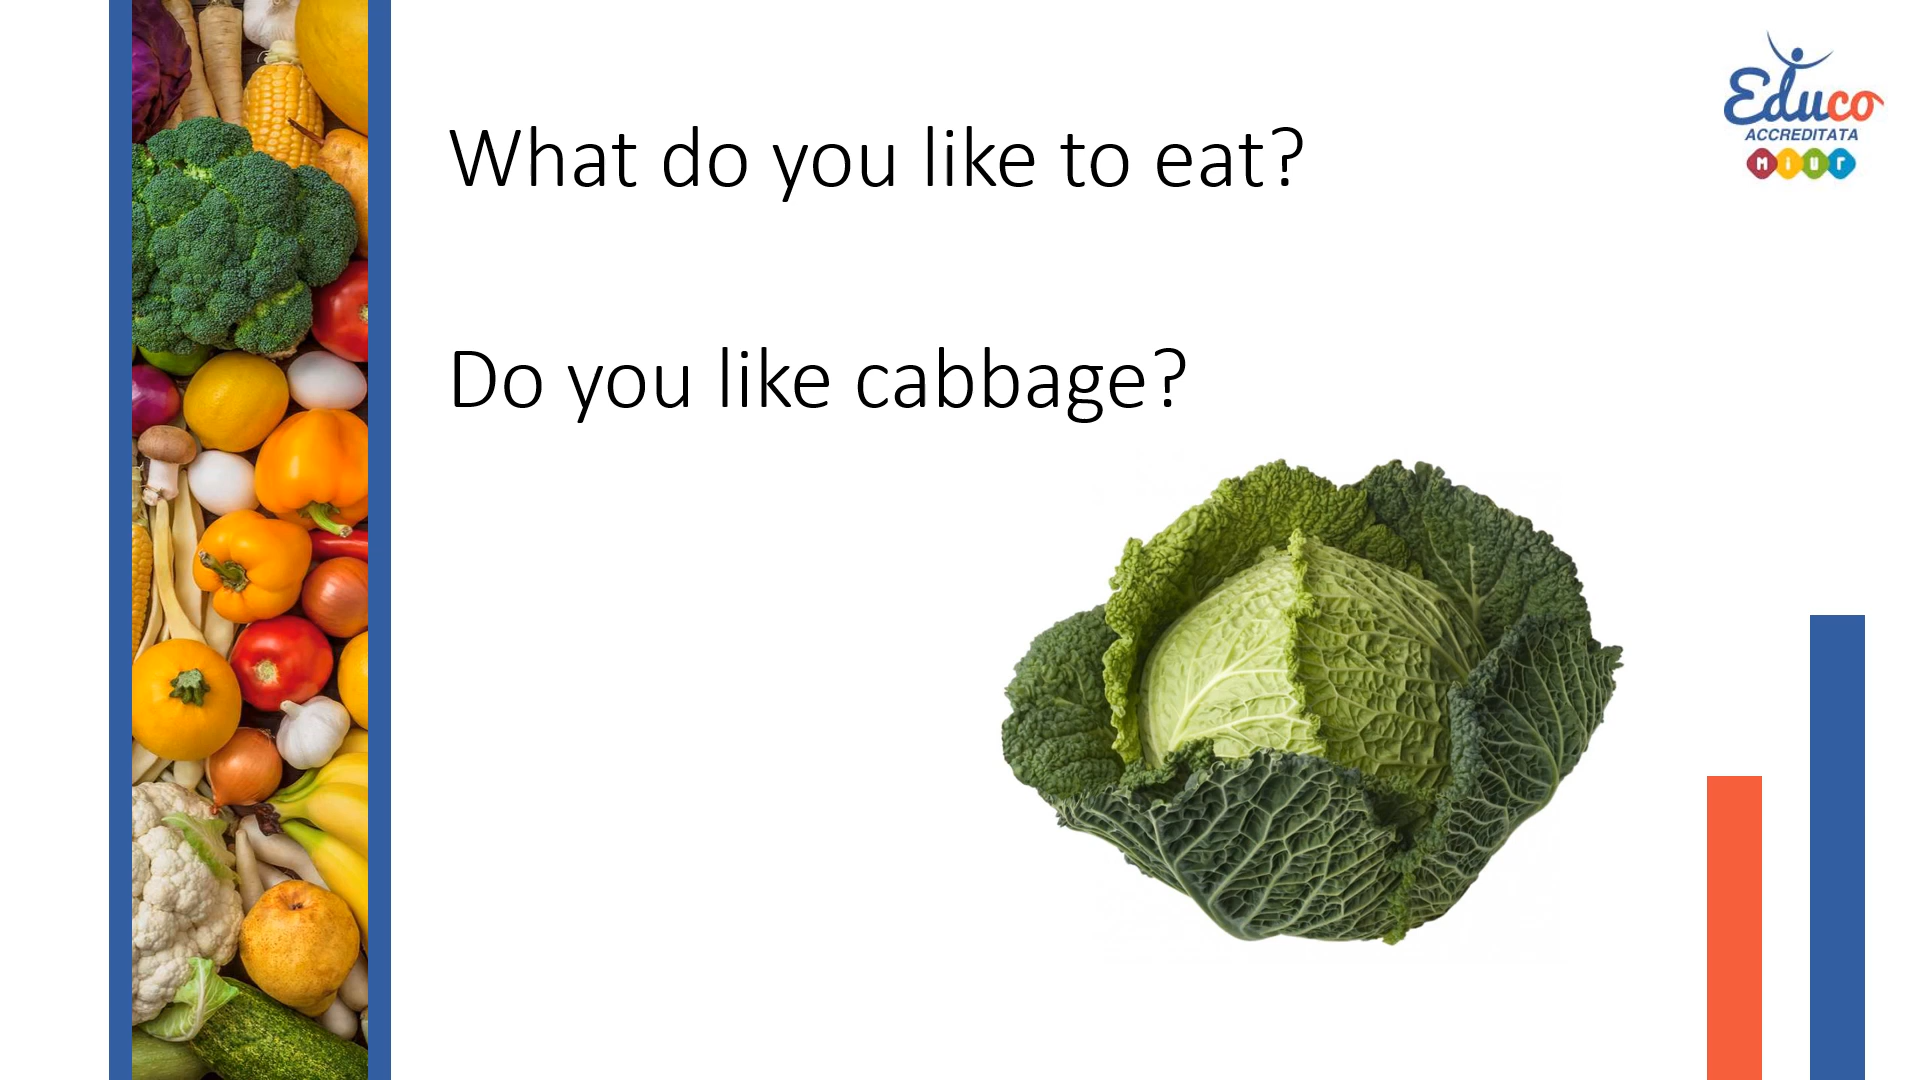 What do you like to eat?
Do you like cabbage?
Educo
ACCREDITATA
MIUR